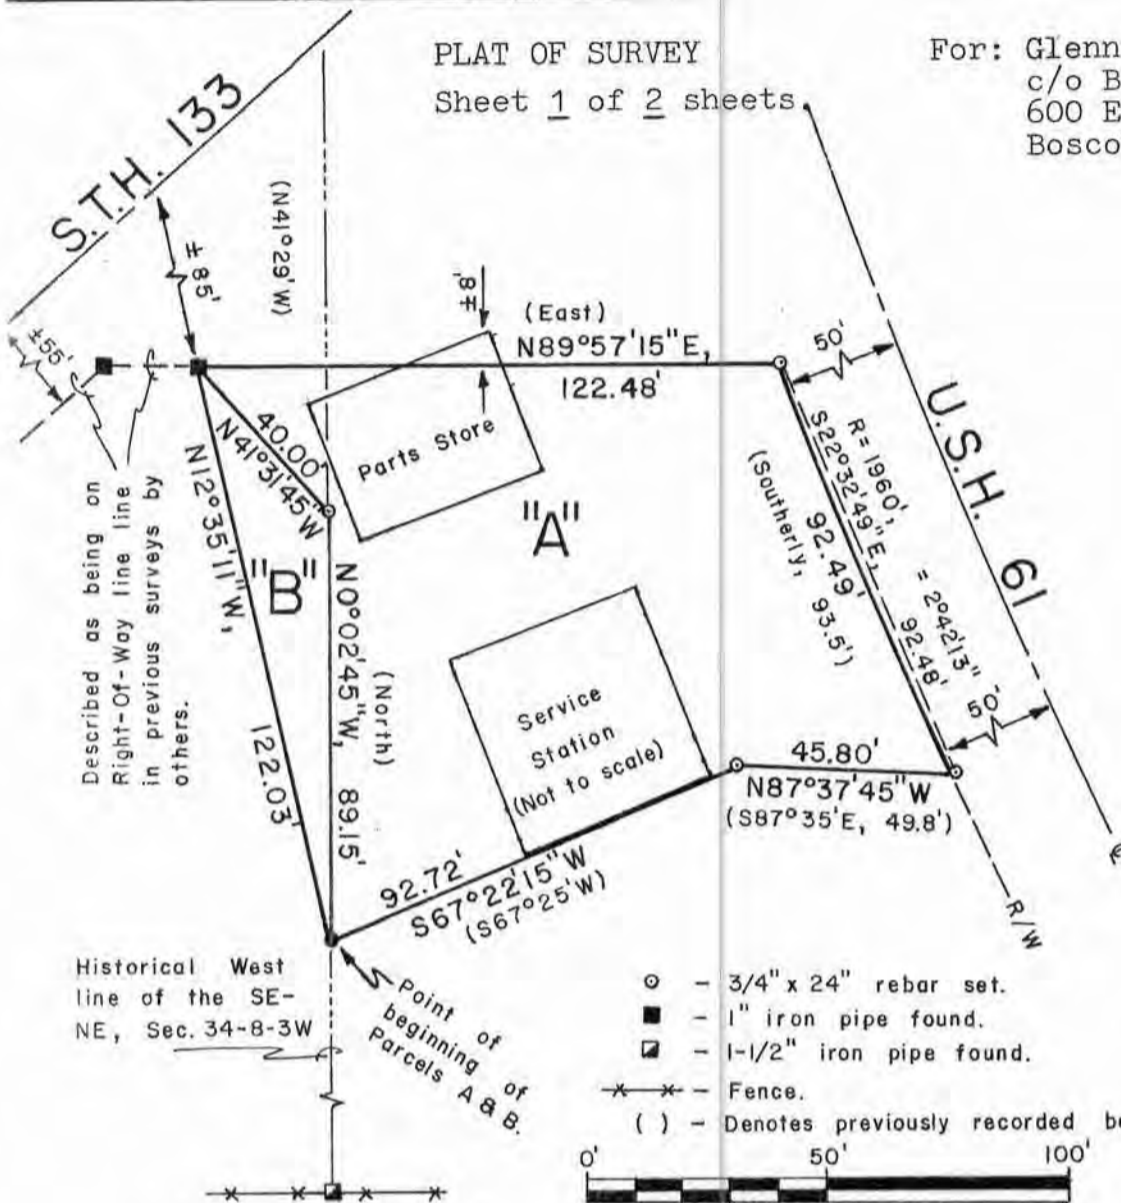 PLAT OF SURVEY
Sheet 1 of 2 sheets
For: Glenn
c/o B
600 E
Bosco
S.T.H. 133
(N41°29'W)
± 85'
±55'
± 8'
(East)
N89°57'15"E,
122.48'
50'
U.S.H. 61
40.00'
N41°31'45"W
Parts Store
"A"
"B"
R= 1960',
= 2°42'13"
S22°32'49"E,
92.48'
92.49'
(Southerly, 93.5')
50'
Described as being on
Right-Of-Way line line
in previous surveys by
others.
N12°35'11"W,
122.03'
N0°02'45"W, 89.15'
(North)
Service
Station
(Not to scale)
45.80'
N87°37'45"W
(S87°35'E, 49.8')
92.72'
S67°22'15"W
(S67°25'W)
R/W
Historical West
line of the SE-
NE, Sec. 34-8-3W
Point of
beginning of
Parcels A & B.
- 3/4" x 24" rebar set.
- 1" iron pipe found.
- 1-1/2" iron pipe found.
- Fence.
( ) - Denotes previously recorded be
0' 50' 100'